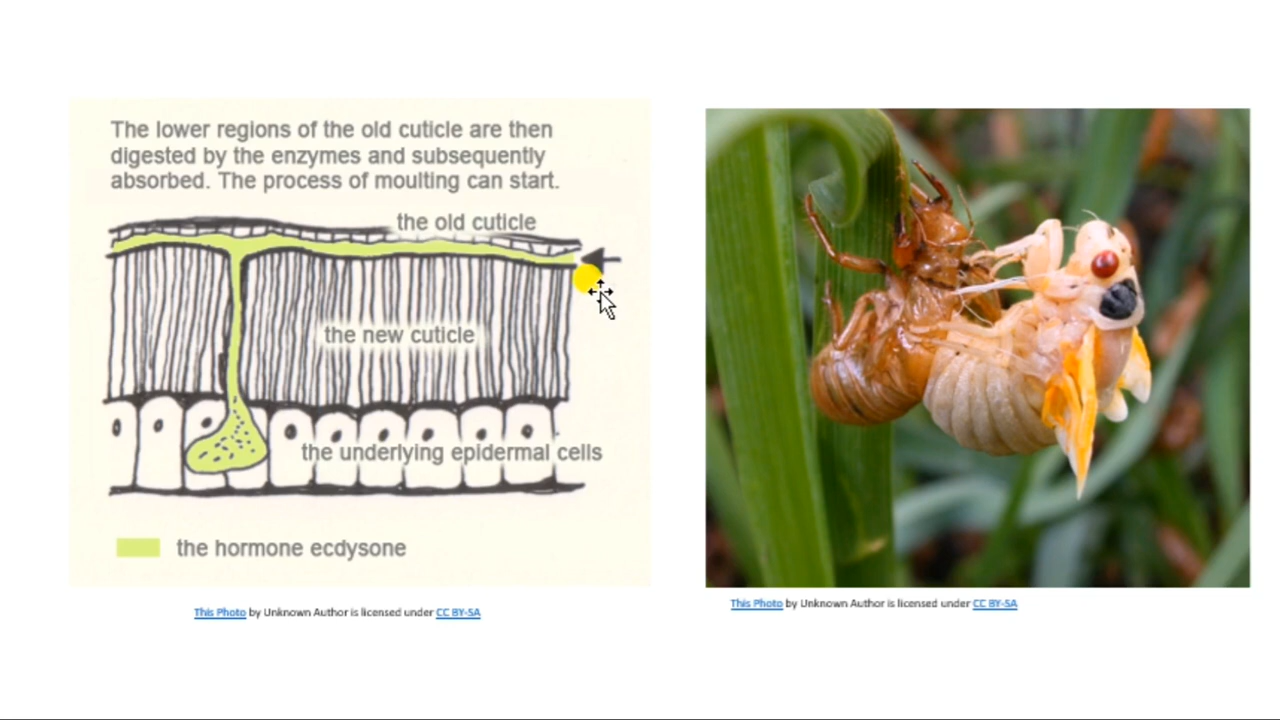 The lower regions of the old cuticle are then
digested by the enzymes and subsequently
absorbed. The process of moulting can start.
the old cuticle
the new cuticle
the underlying epidermal cells
the hormone ecdysone
This Photo by Unknown Author is licensed under CC BY-SA
This Photo by Unknown Author is licensed under CC BY-SA